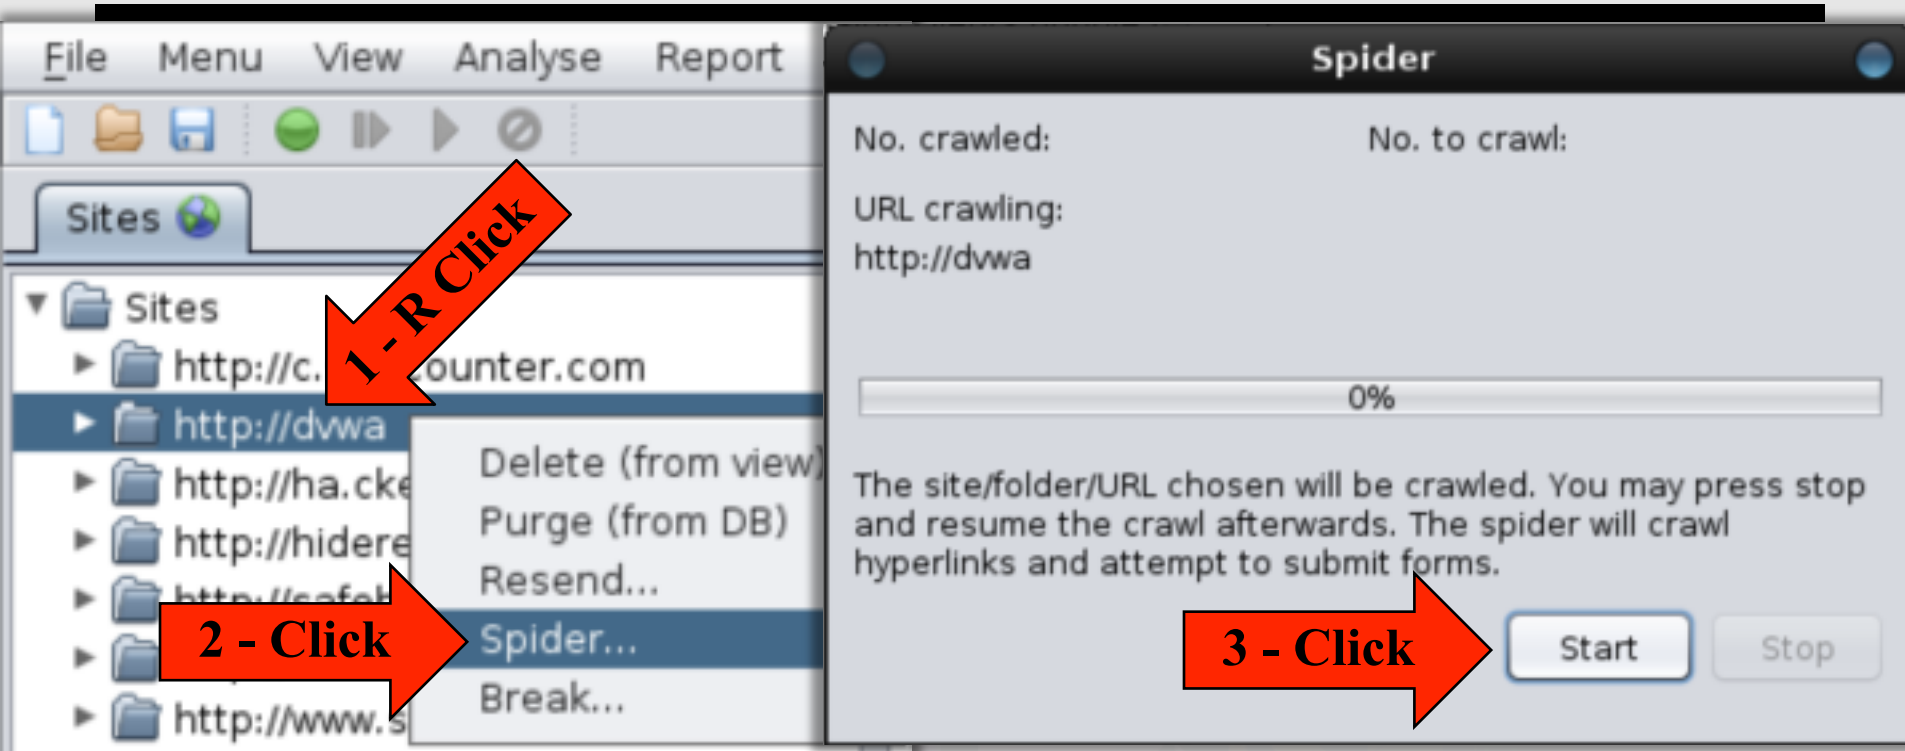 File Menu View Analyse Report
Sites
Sites
http://c. ounter.com
http://dvwa
http://ha.cke
http://hidere
http://www.s
1 - R Click
Delete (from view)
Purge (from DB)
Resend...
Spider...
Break...
2 - Click
Spider
No. crawled: No. to crawl:
URL crawling:
http://dvwa
0%
The site/folder/URL chosen will be crawled. You may press stop
and resume the crawl afterwards. The spider will crawl
hyperlinks and attempt to submit forms.
3 - Click
Start Stop